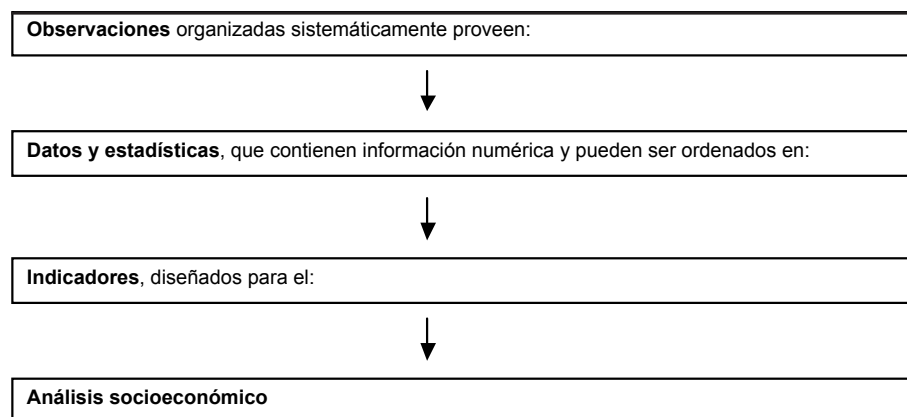 Observaciones organizadas sistemáticamente proveen:
Datos y estadísticas, que contienen información numérica y pueden ser ordenados en:
Indicadores, diseñados para el:
Análisis socioeconómico